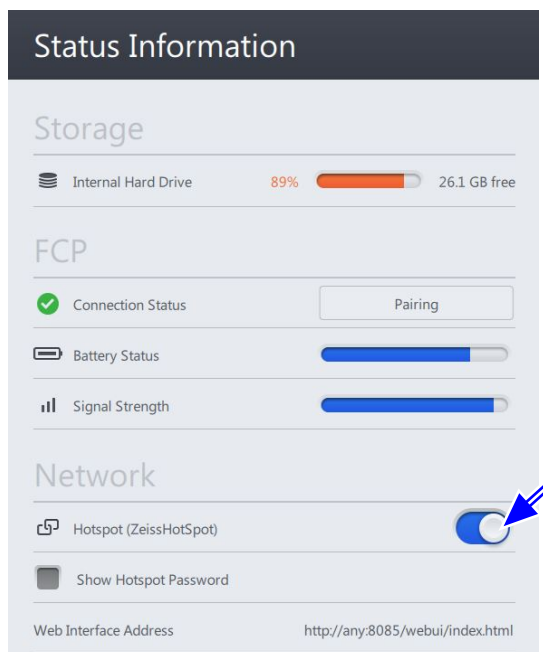 Status Information
Storage
Internal Hard Drive 89% 26.1 GB free
FCP
Connection Status Pairing
Battery Status
Signal Strength
Network
Hotspot (ZeissHotSpot)
Show Hotspot Password
Web Interface Address http://any:8085/webui/index.html